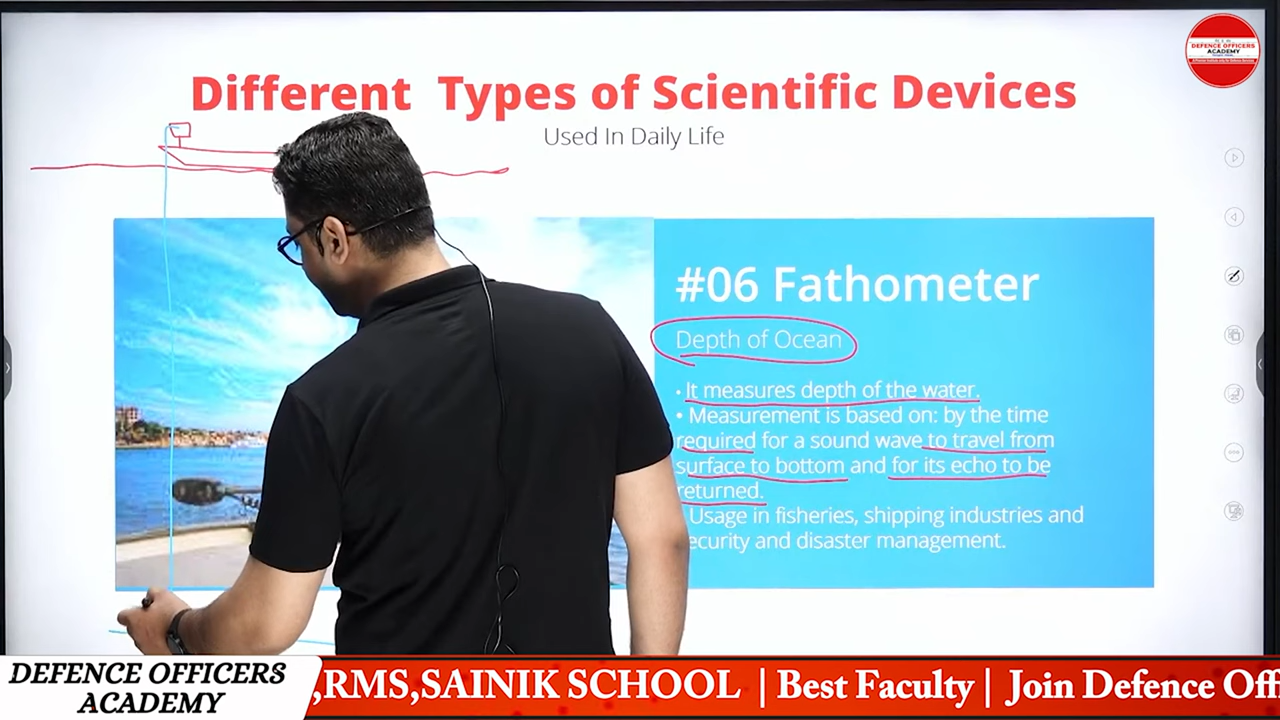 DEFENCE OFFICERS
ACADEMY
Different Types of Scientific Devices
Used In Daily Life
#06 Fathometer
Depth of Ocean
• It measures depth of the water.
• Measurement is based on: by the time
required for a sound wave to travel from
surface to bottom and for its echo to be
returned.
Usage in fisheries, shipping industries and
ecurity and disaster management.
DEFENCE OFFICERS
ACADEMY
,RMS,SAINIK SCHOOL | Best Faculty | Join Defence Off